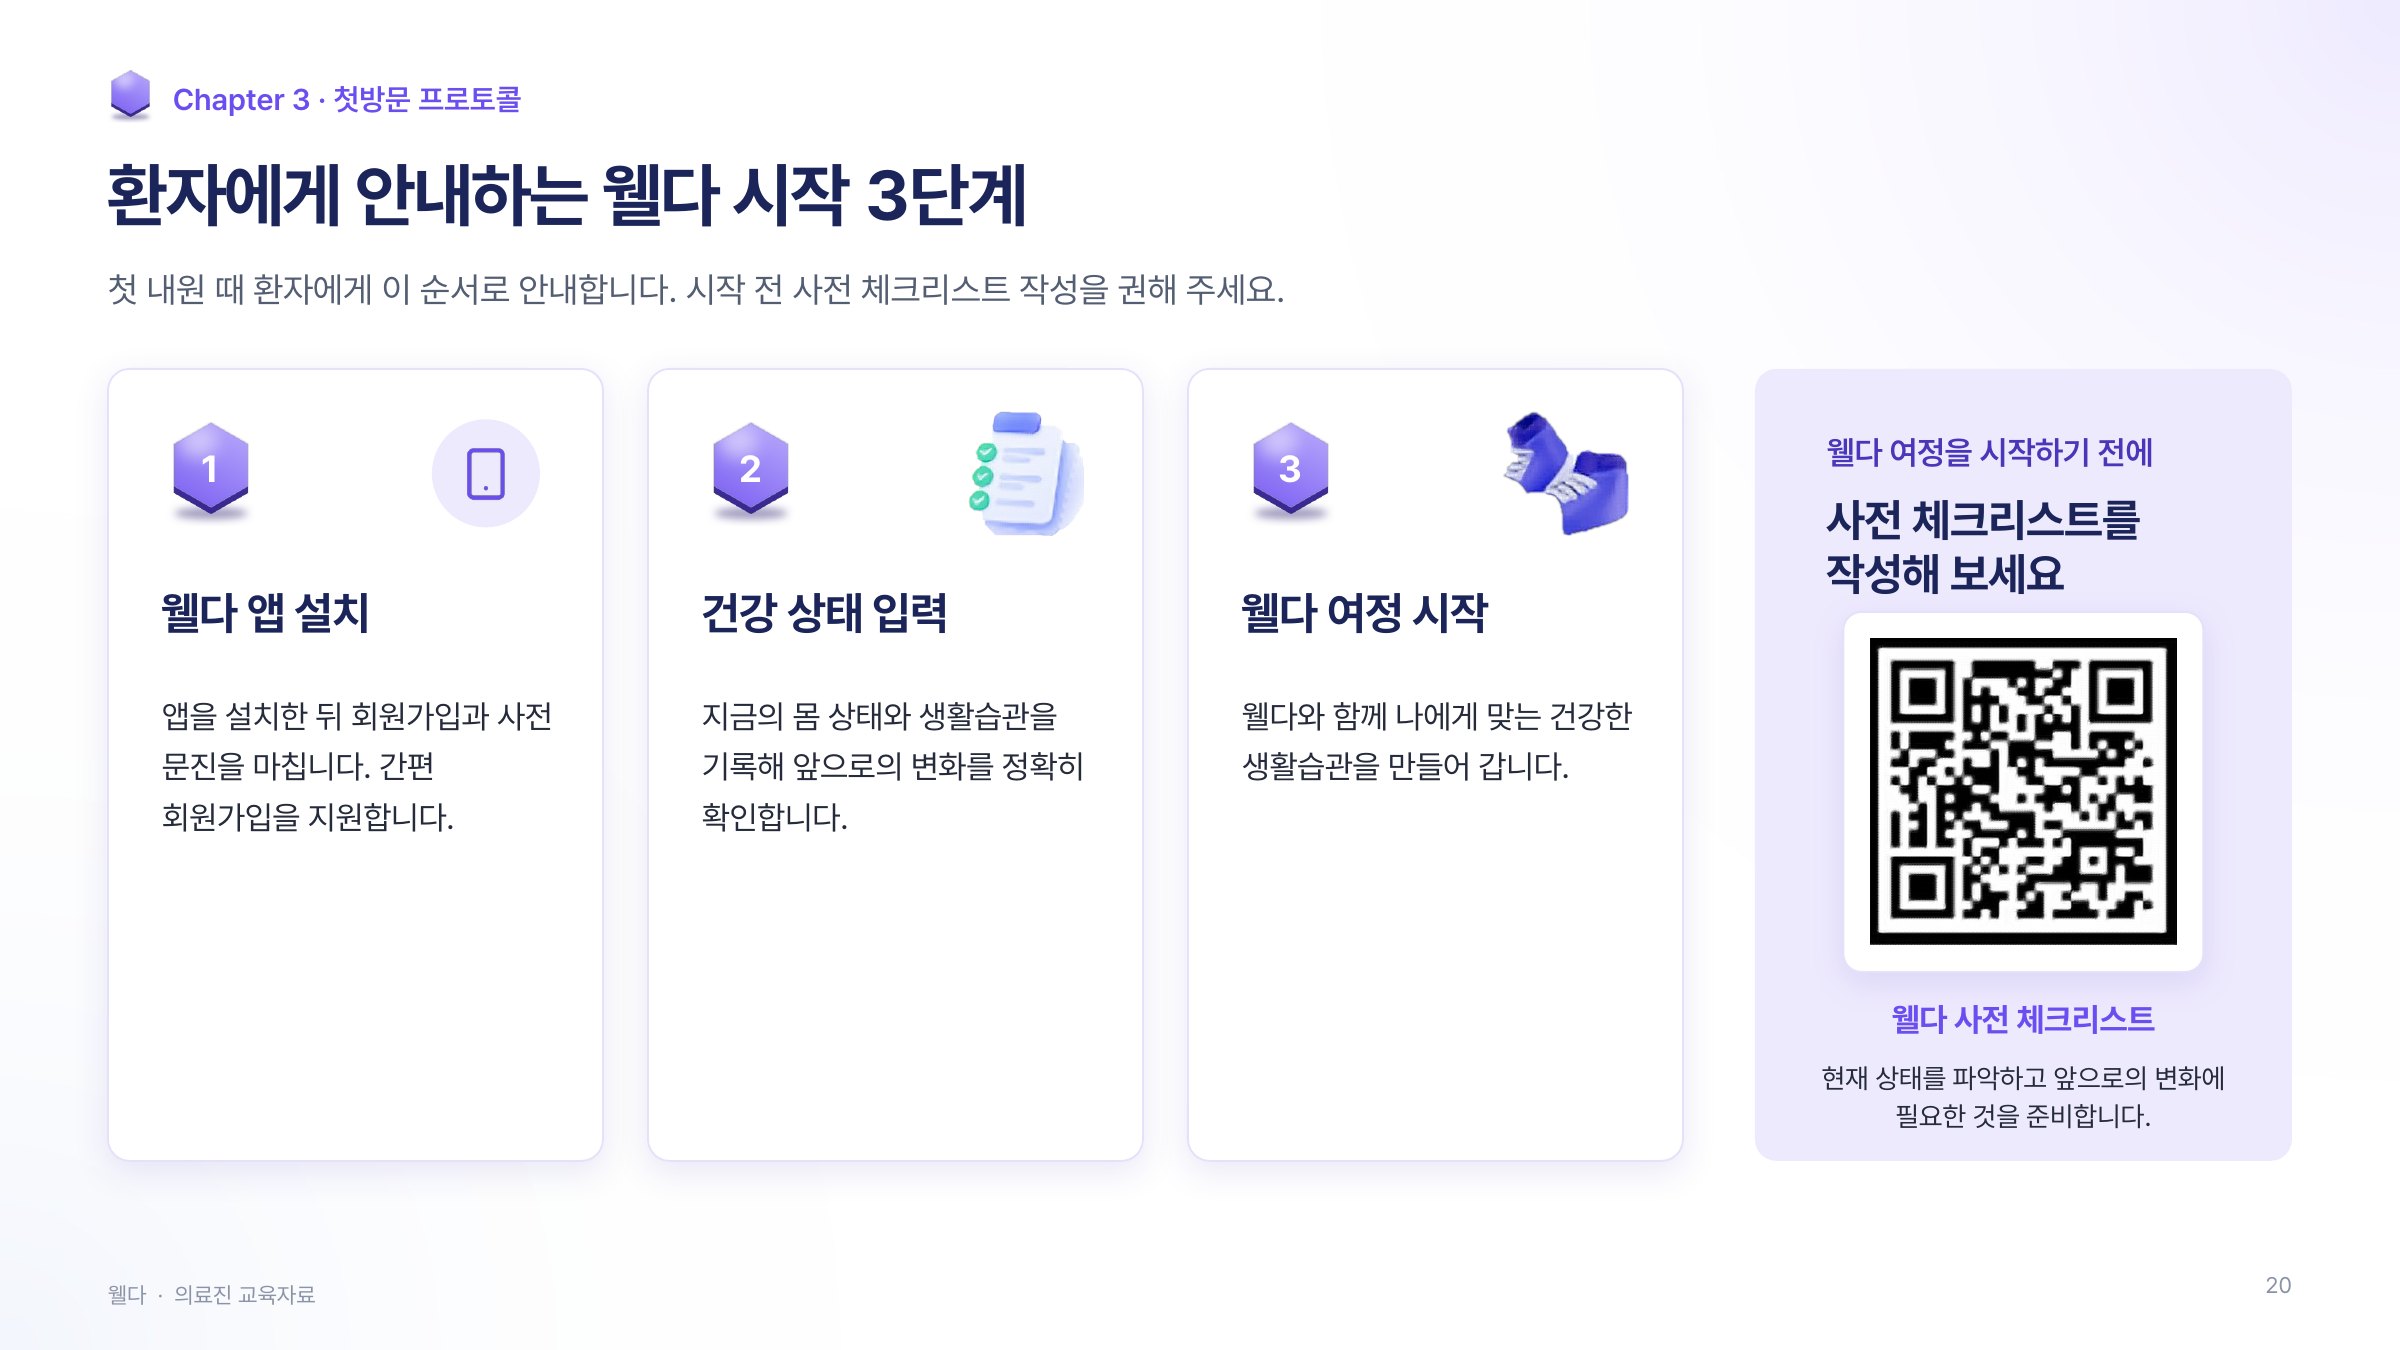 Chapter 3 · 첫방문 프로토콜
환자에게 안내하는 웰다 시작 3단계
첫 내원 때 환자에게 이 순서로 안내합니다. 시작 전 사전 체크리스트 작성을 권해 주세요.
1
웰다 앱 설치
앱을 설치한 뒤 회원가입과 사전
문진을 마칩니다. 간편
회원가입을 지원합니다.
2
건강 상태 입력
지금의 몸 상태와 생활습관을
기록해 앞으로의 변화를 정확히
확인합니다.
3
웰다 여정 시작
웰다와 함께 나에게 맞는 건강한
생활습관을 만들어 갑니다.
웰다 여정을 시작하기 전에
사전 체크리스트를
작성해 보세요
웰다 사전 체크리스트
현재 상태를 파악하고 앞으로의 변화에
필요한 것을 준비합니다.
웰다 · 의료진 교육자료
20